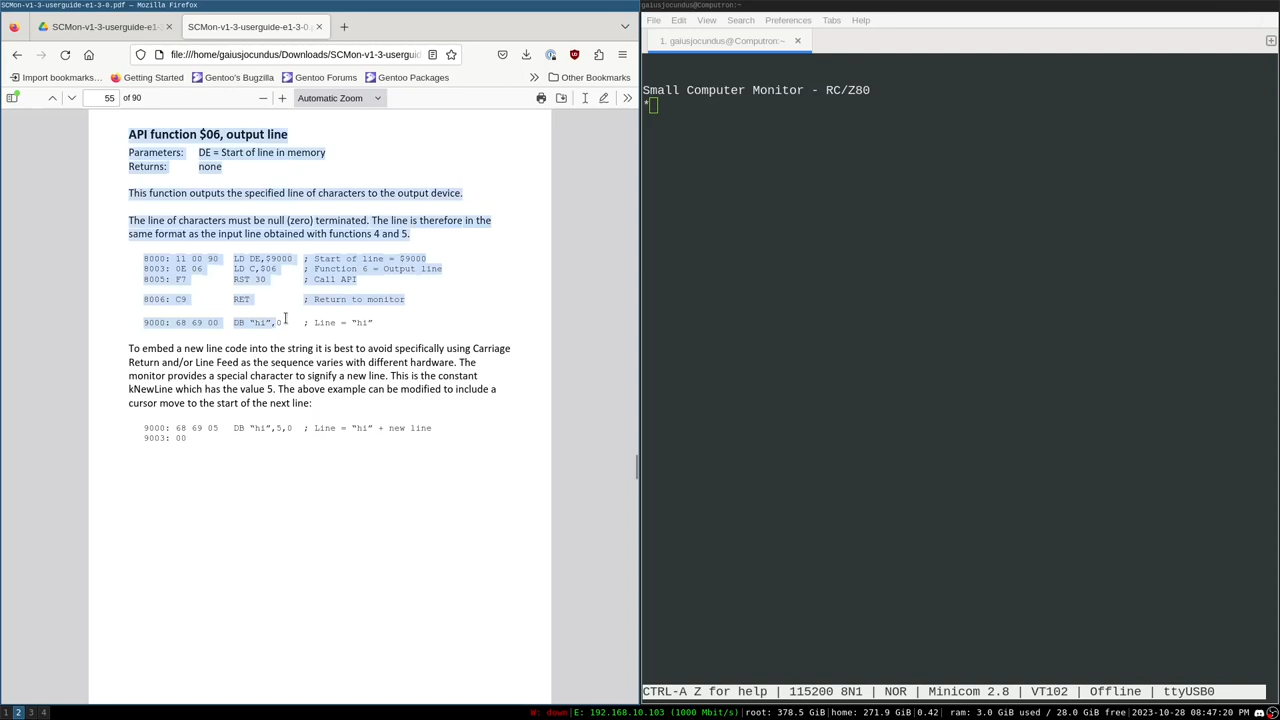 SCMon-v1-3-userguide-e1-3-0.pdf - Mozilla Firefox
gaiusjocundus@Computron:~
SCMon-v1-3-userguide-e1-
SCMon-v1-3-userguide-e1-3-0.
File Edit View Search Preferences Tabs Help
1. gaiusjocundus@Computron:~
file:///home/gaiusjocundus/Downloads/SCMon-v1-3-userguid
Import bookmarks… Getting Started Gentoo's Bugzilla Gentoo Forums Gentoo Packages Other Bookmarks
55 of 90 Automatic Zoom
Small Computer Monitor - RC/Z80
*
API function $06, output line
Parameters: DE = Start of line in memory
Returns: none
This function outputs the specified line of characters to the output device.
The line of characters must be null (zero) terminated. The line is therefore in the
same format as the input line obtained with functions 4 and 5.
8000: 11 00 90 LD DE,$9000 ; Start of line = $9000
8003: 0E 06 LD C,$06 ; Function 6 = Output line
8005: F7 RST 30 ; Call API
8006: C9 RET ; Return to monitor
9000: 68 69 00 DB “hi”,0 ; Line = “hi”
To embed a new line code into the string it is best to avoid specifically using Carriage
Return and/or Line Feed as the sequence varies with different hardware. The
monitor provides a special character to signify a new line. This is the constant
kNewLine which has the value 5. The above example can be modified to include a
cursor move to the start of the next line:
9000: 68 69 05 DB “hi”,5,0 ; Line = “hi” + new line
9003: 00
CTRL-A Z for help | 115200 8N1 | NOR | Minicom 2.8 | VT102 | Offline | ttyUSB0
1 2 3 4
W: down|E: 192.168.10.103 (1000 Mbit/s)|root: 378.5 GiB|home: 271.9 GiB|0.42 |ram: 3.0 GiB used / 28.0 GiB free|2023-10-28 08:47:20